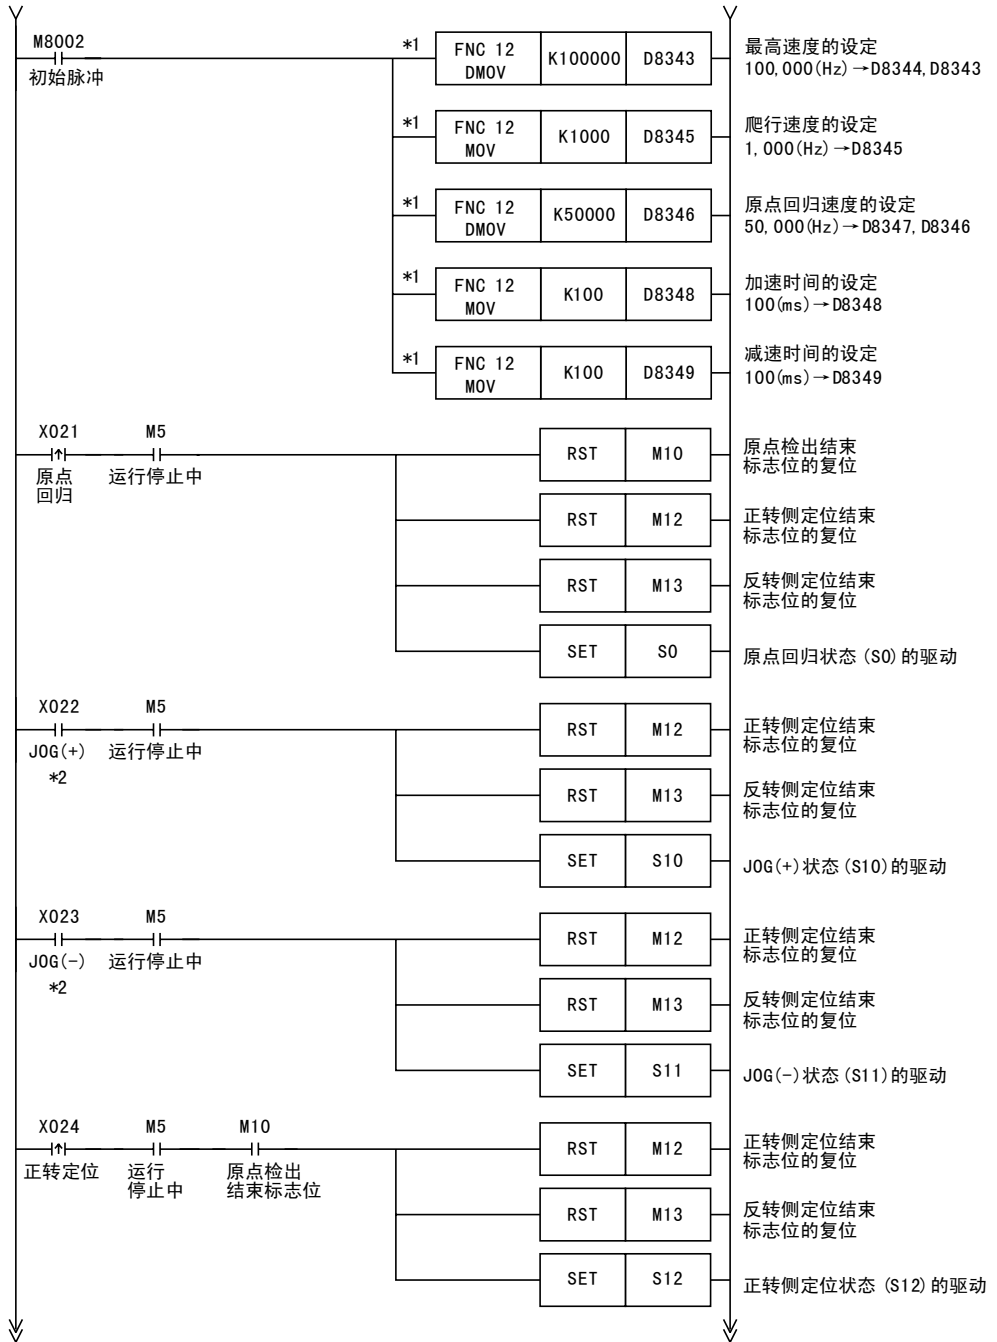 M8002
初始脉冲
*1
FNC 12
DMOV
K100000
D8343
最高速度的设定
100,000(Hz)→D8344,D8343
*1
FNC 12
MOV
K1000
D8345
爬行速度的设定
1,000(Hz)→D8345
*1
FNC 12
DMOV
K50000
D8346
原点回归速度的设定
50,000(Hz)→D8347,D8346
*1
FNC 12
MOV
K100
D8348
加速时间的设定
100(ms)→D8348
*1
FNC 12
MOV
K100
D8349
减速时间的设定
100(ms)→D8349
X021
M5
原点
回归
运行停止中
RST
M10
原点检出结束
标志位的复位
RST
M12
正转侧定位结束
标志位的复位
RST
M13
反转侧定位结束
标志位的复位
SET
S0
原点回归状态(S0)的驱动
X022
M5
JOG(+)
*2
运行停止中
RST
M12
正转侧定位结束
标志位的复位
RST
M13
反转侧定位结束
标志位的复位
SET
S10
JOG(+)状态(S10)的驱动
X023
M5
JOG(-)
*2
运行停止中
RST
M12
正转侧定位结束
标志位的复位
RST
M13
反转侧定位结束
标志位的复位
SET
S11
JOG(-)状态(S11)的驱动
X024
M5
M10
正转定位
运行
停止中
原点检出
结束标志位
RST
M12
正转侧定位结束
标志位的复位
RST
M13
反转侧定位结束
标志位的复位
SET
S12
正转侧定位状态(S12)的驱动